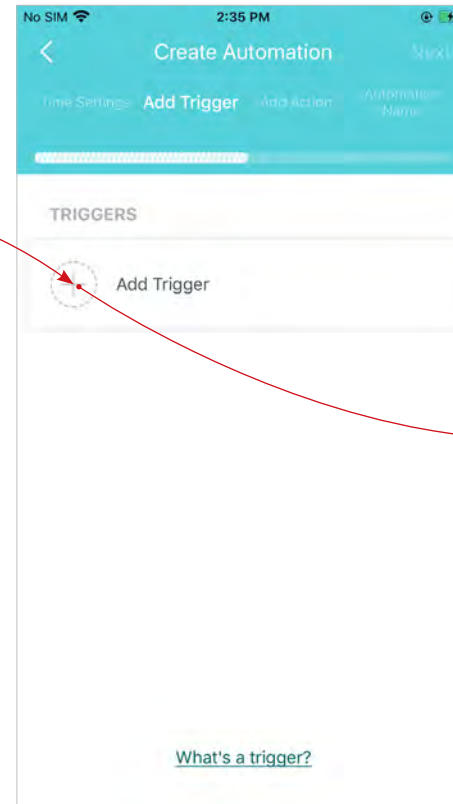 No SIM 2:35 PM
Create Automation Next
Time Settings Add Trigger Add Action Automation Name
TRIGGERS
Add Trigger
What's a trigger?